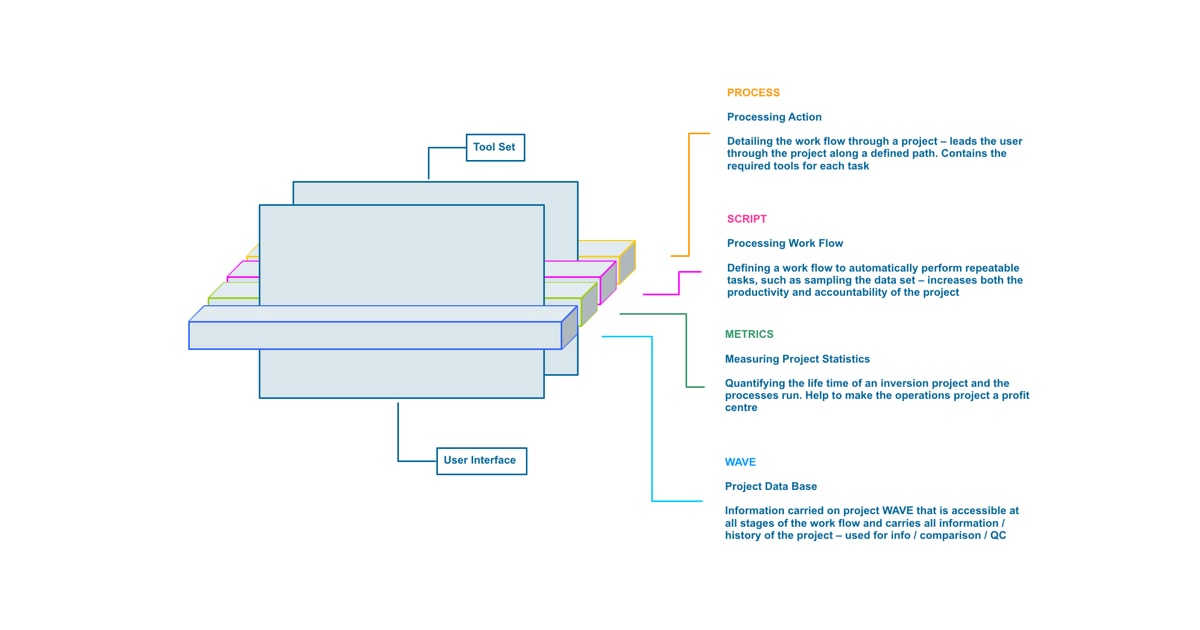 PROCESS
Processing Action
Tool Set
Detailing the work flow through a project – leads the user
through the project along a defined path. Contains the
required tools for each task
SCRIPT
Processing Work Flow
Defining a work flow to automatically perform repeatable
tasks, such as sampling the data set – increases both the
productivity and accountability of the project
METRICS
Measuring Project Statistics
Quantifying the life time of an inversion project and the
processes run. Help to make the operations project a profit
centre
User Interface
WAVE
Project Data Base
Information carried on project WAVE that is accessible at
all stages of the work flow and carries all information /
history of the project – used for info / comparison / QC